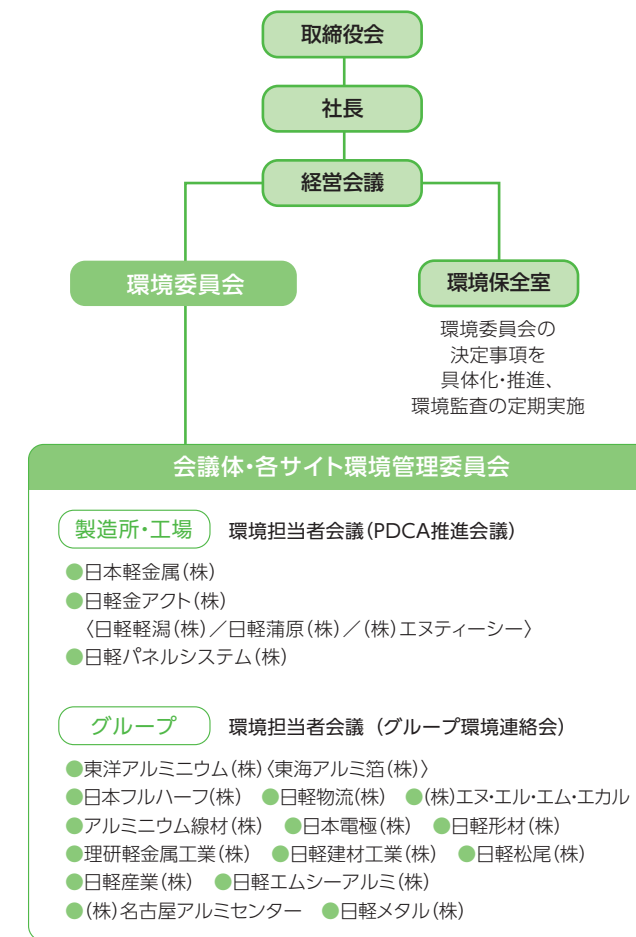 取締役会
社長
経営会議
環境委員会
環境保全室
環境委員会の
決定事項を
具体化・推進、
環境監査の定期実施
会議体・各サイト環境管理委員会
製造所・工場 環境担当者会議(PDCA推進会議)
●日本軽金属(株)
●日軽金アクト(株)
〈日軽軽潟(株)／日軽蒲原(株)／(株)エヌティーシー〉
●日軽パネルシステム(株)
グループ 環境担当者会議 (グループ環境連絡会)
●東洋アルミニウム(株)〈東海アルミ箔(株)〉
●日本フルハーフ(株) ●日軽物流(株) ●(株)エヌ・エル・エム・エカル
●アルミニウム線材(株) ●日本電極(株) ●日軽形材(株)
●理研軽金属工業(株) ●日軽建材工業(株) ●日軽松尾(株)
●日軽産業(株) ●日軽エムシーアルミ(株)
●(株)名古屋アルミセンター ●日軽メタル(株)